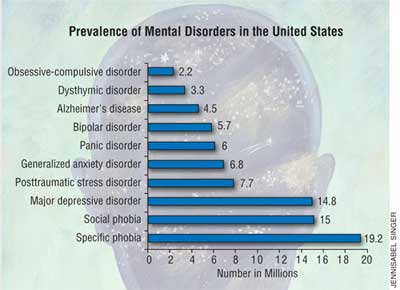 Prevalence of Mental Disorders in the United States
Obsessive-compulsive disorder 2.2
Dysthymic disorder 3.3
Alzheimer's disease 4.5
Bipolar disorder 5.7
Panic disorder 6
Generalized anxiety disorder 6.8
Posttraumatic stress disorder 7.7
Major depressive disorder 14.8
Social phobia 15
Specific phobia 19.2
0 2 4 6 8 10 12 14 16 18 20
Number in Millions
JENNISABEL SINGER